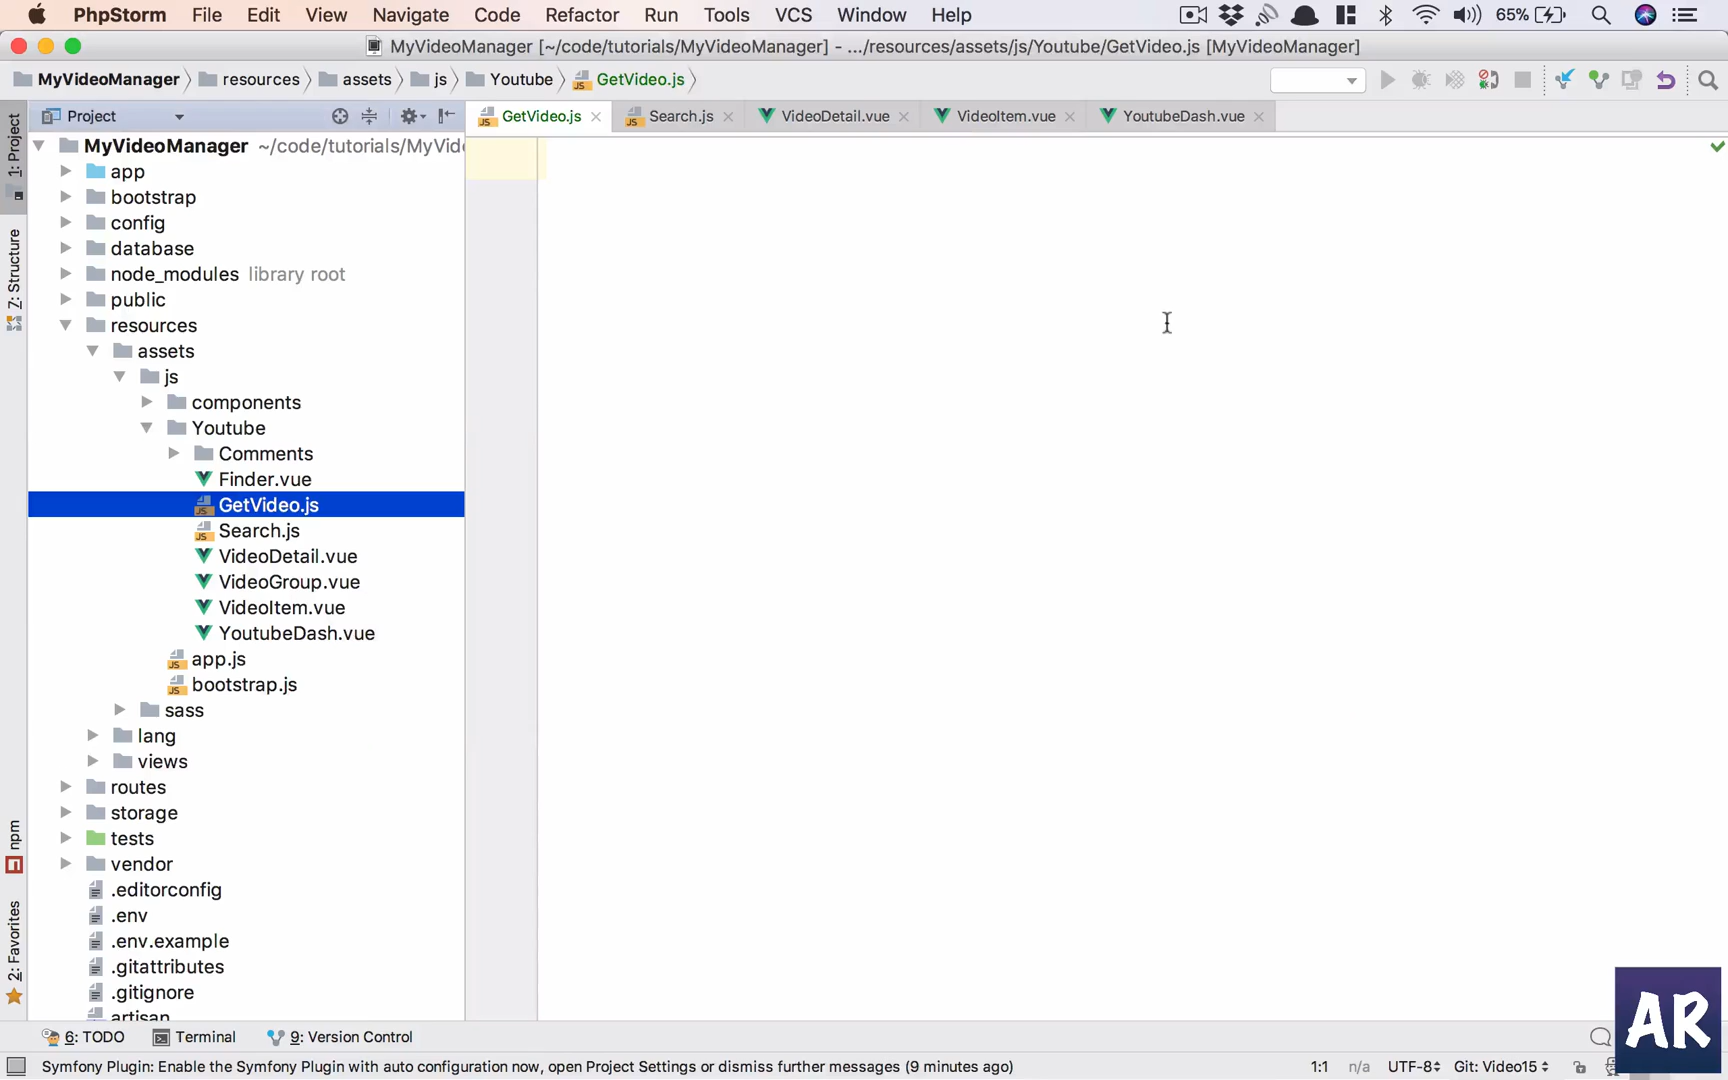 PhpStorm File Edit View Navigate Code Refactor Run Tools VCS Window Help 65%
MyVideoManager [~/code/tutorials/MyVideoManager] - .../resources/assets/js/Youtube/GetVideo.js [MyVideoManager]
MyVideoManager resources assets js Youtube GetVideo.js
Project GetVideo.js Search.js VideoDetail.vue VideoItem.vue YoutubeDash.vue
1: Project
7: Structure
npm
2: Favorites
MyVideoManager ~/code/tutorials/MyVid
app
bootstrap
config
database
node_modules library root
public
resources
assets
js
components
Youtube
Comments
Finder.vue
GetVideo.js
Search.js
VideoDetail.vue
VideoGroup.vue
VideoItem.vue
YoutubeDash.vue
app.js
bootstrap.js
sass
lang
views
routes
storage
tests
vendor
.editorconfig
.env
.env.example
.gitattributes
.gitignore
artisan
AR
6: TODO Terminal 9: Version Control
Symfony Plugin: Enable the Symfony Plugin with auto configuration now, open Project Settings or dismiss further messages (9 minutes ago) 1:1 n/a UTF-8 Git: Video15